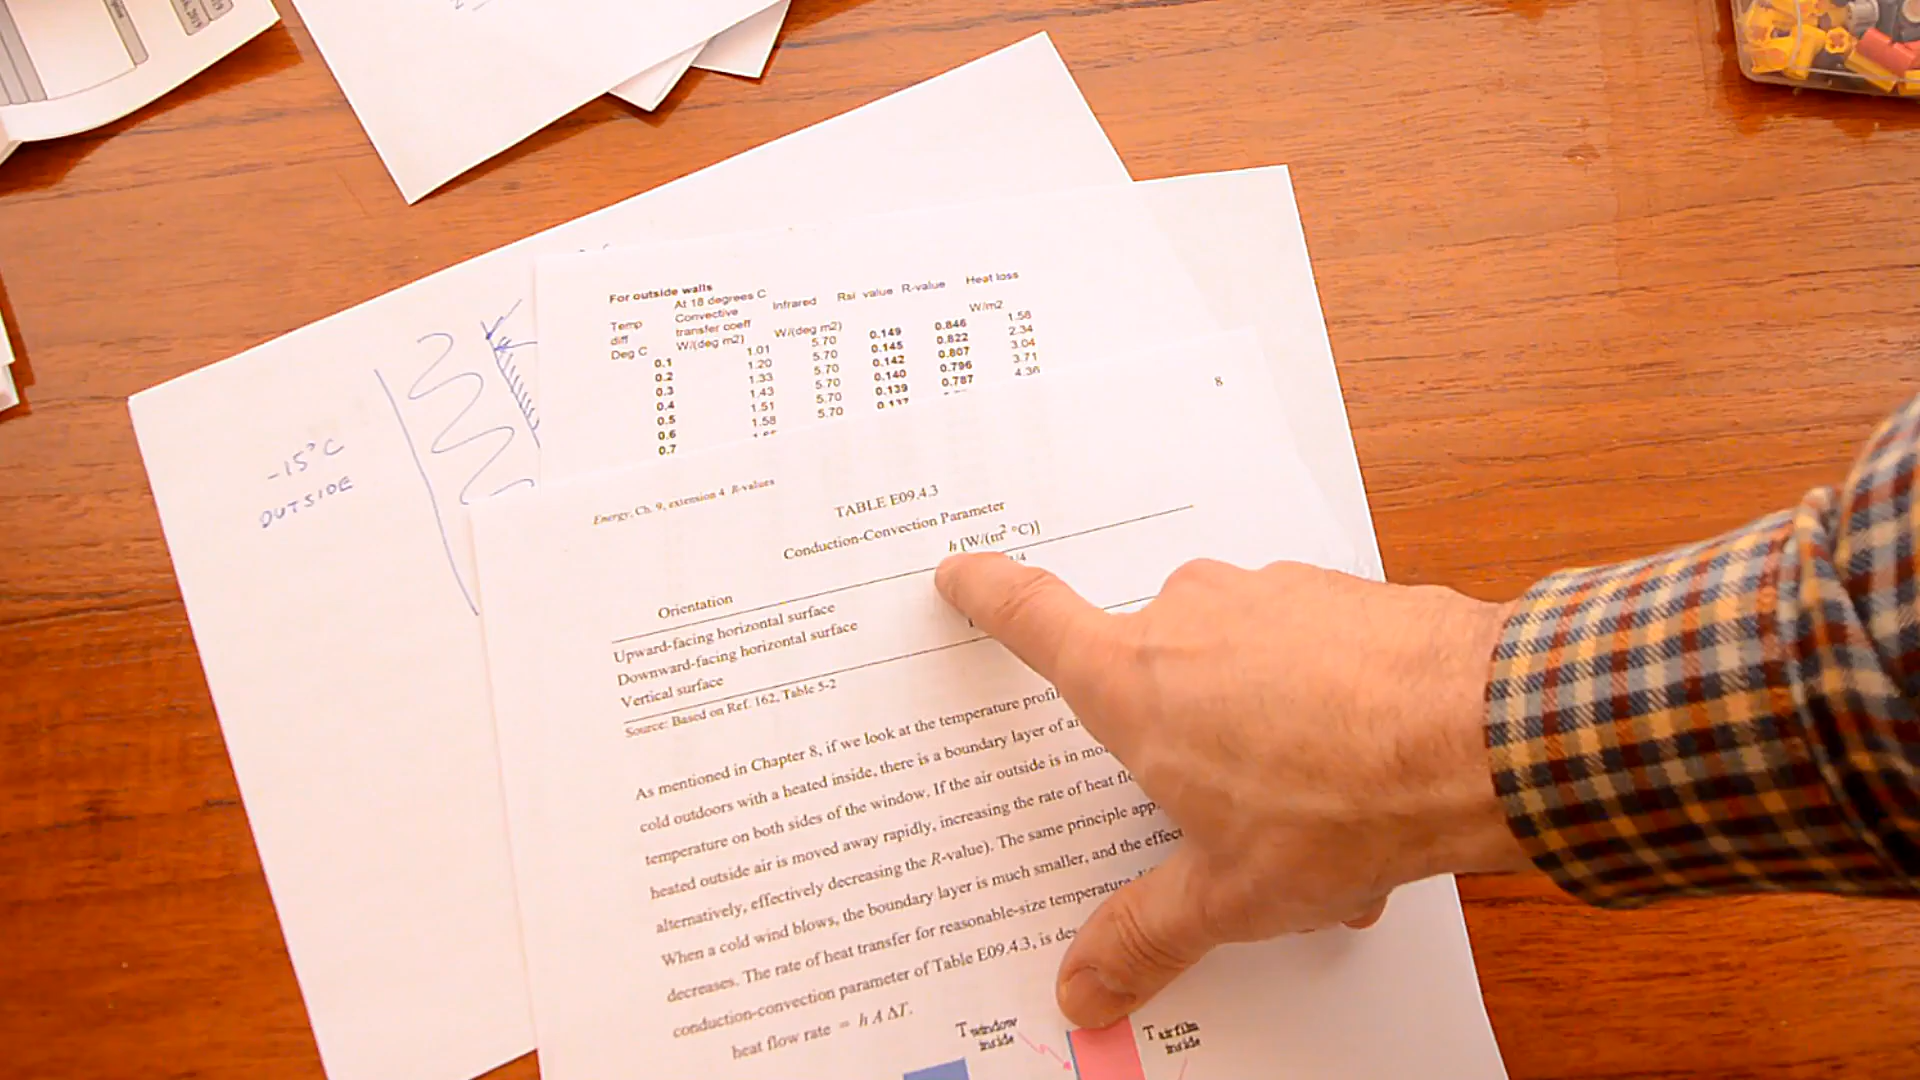 For outside walls
At 18 degrees C
Temp diff Deg C
Convective transfer coeff W/(deg m2)
Infrared W/(deg m2)
Rsi value
R-value
Heat loss W/m2
0.1 1.01 5.70 0.149 0.846 1.58
0.2 1.20 5.70 0.145 0.822 2.34
0.3 1.33 5.70 0.142 0.807 3.04
0.4 1.43 5.70 0.140 0.796 3.71
0.5 1.51 5.70 0.139 0.787 4.36
0.6 1.58 5.70 0.137
0.7
-15°C
OUTSIDE
8
Energy, Ch. 9, extension 4 R-values
TABLE E09.4.3
Conduction-Convection Parameter
h [W/(m² °C)]
Orientation
Upward-facing horizontal surface
Downward-facing horizontal surface
Vertical surface
Source: Based on Ref. 162, Table 5-2
As mentioned in Chapter 8, if we look at the temperature
cold outdoors with a heated inside, there is a boundary layer of
temperature on both sides of the window. If the air outside is in
heated outside air is moved away rapidly, increasing the rate of heat
alternatively, effectively decreasing the R-value). The same principle
When a cold wind blows, the boundary layer is much smaller, and the effect
decreases. The rate of heat transfer for reasonable-size temperature
conduction-convection parameter of Table E09.4.3, is
heat flow rate = h A ΔT.
T window inside
T airfilm inside